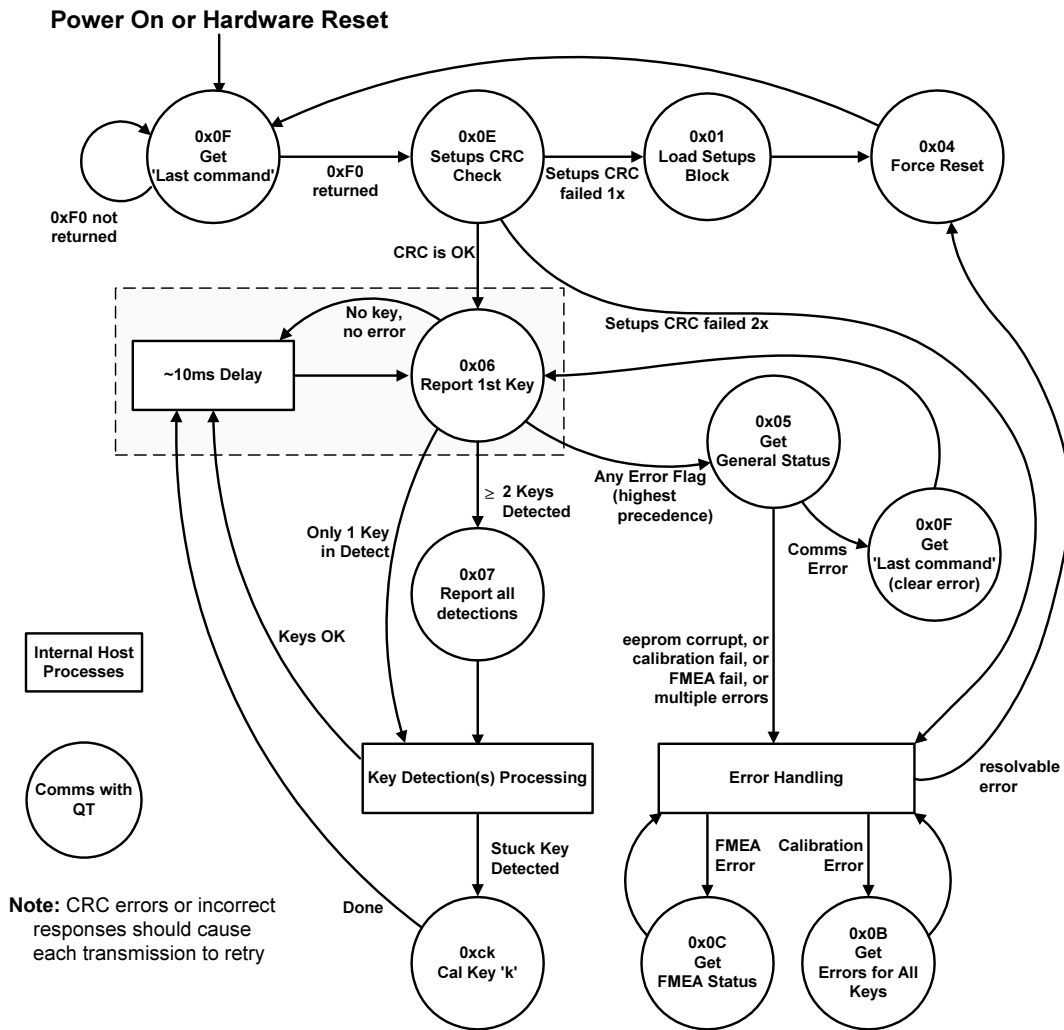 Power On or Hardware Reset
0x0F
Get
'Last command'
0xF0
returned
0xF0 not
returned
0x0E
Setups CRC
Check
Setups CRC
failed 1x
0x01
Load Setups
Block
0x04
Force Reset
CRC is OK
Setups CRC failed 2x
No key,
no error
~10ms Delay
0x06
Report 1st Key
0x05
Get
General Status
Any Error Flag
(highest
precedence)
≥ 2 Keys
Detected
Only 1 Key
in Detect
0x07
Report all
detections
Comms
Error
0x0F
Get
'Last command'
(clear error)
Keys OK
eeprom corrupt, or
calibration fail, or
FMEA fail, or
multiple errors
Internal Host
Processes
Key Detection(s) Processing
Error Handling
resolvable
error
Comms with
QT
Stuck Key
Detected
FMEA
Error
Calibration
Error
Note: CRC errors or incorrect
responses should cause
each transmission to retry
Done
0xck
Cal Key 'k'
0x0C
Get
FMEA Status
0x0B
Get
Errors for All
Keys